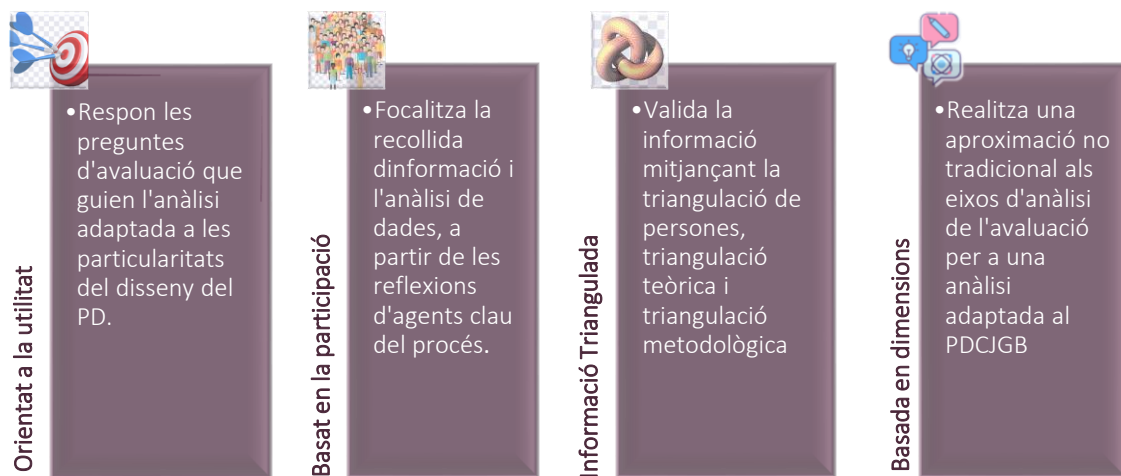 Orientat a la utilitat
•Respon les
preguntes
d'avaluació que
guien l'anàlisi
adaptada a les
particularitats
del disseny del
PD.
Basat en la participació
•Focalitza la
recollida
dinformació i
l'anàlisi de
dades, a
partir de les
reflexions
d'agents clau
del procés.
Informació Triangulada
•Valida la
informació
mitjançant la
triangulació de
persones,
triangulació
teòrica i
triangulació
metodològica
Basada en dimensions
•Realitza una
aproximació no
tradicional als
eixos d'anàlisi
de l'avaluació
per a una
anàlisi
adaptada al
PDCJGB